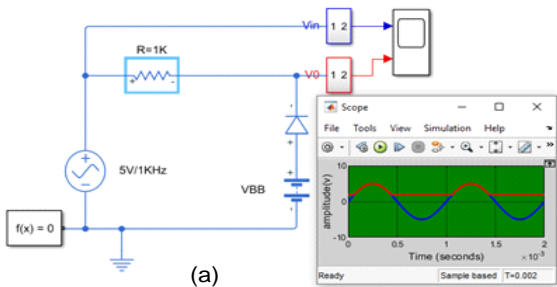 Vin
1 2
R=1K
+
-
V0
1 2
-
+
5V/1KHz
+
-
VBB
+
-
f(x) = 0
(a)
Scope
File Tools View Simulation Help
amplitude(v)
10
0
-10
0 0.5 1 1.5 2
Time (seconds) ×10⁻³
Ready Sample based T=0.002